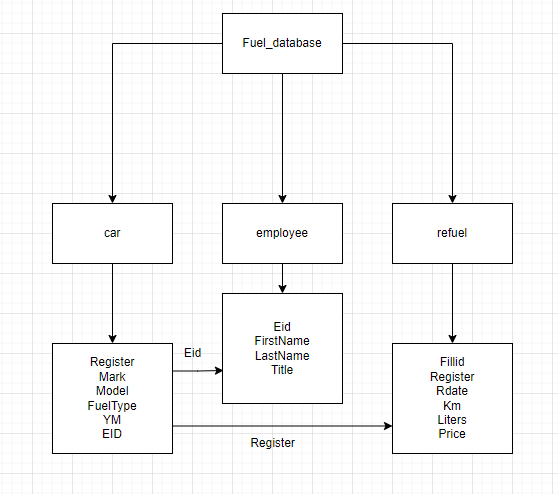 Fuel_database
car
employee
refuel
Eid
FirstName
LastName
Title
Eid
Register
Mark
Model
FuelType
YM
EID
Fillid
Register
Rdate
Km
Liters
Price
Register